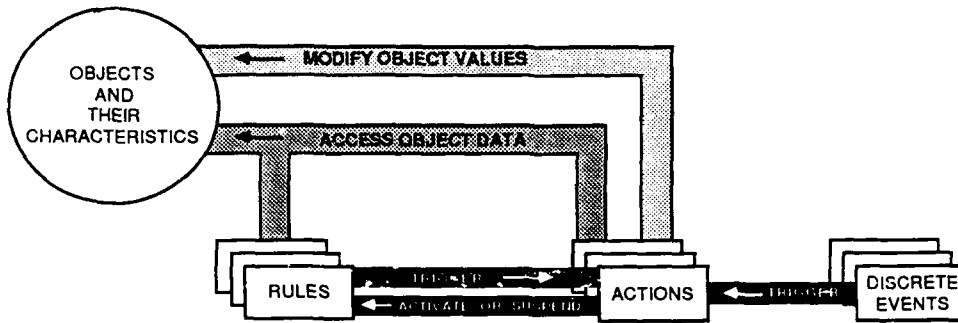 MODIFY OBJECT VALUES
OBJECTS
AND
THEIR
CHARACTERISTICS
ACCESS OBJECT DATA
TRIGGER
RULES
ACTIVATE OR SUSPEND
ACTIONS
TRIGGER
DISCRETE
EVENTS